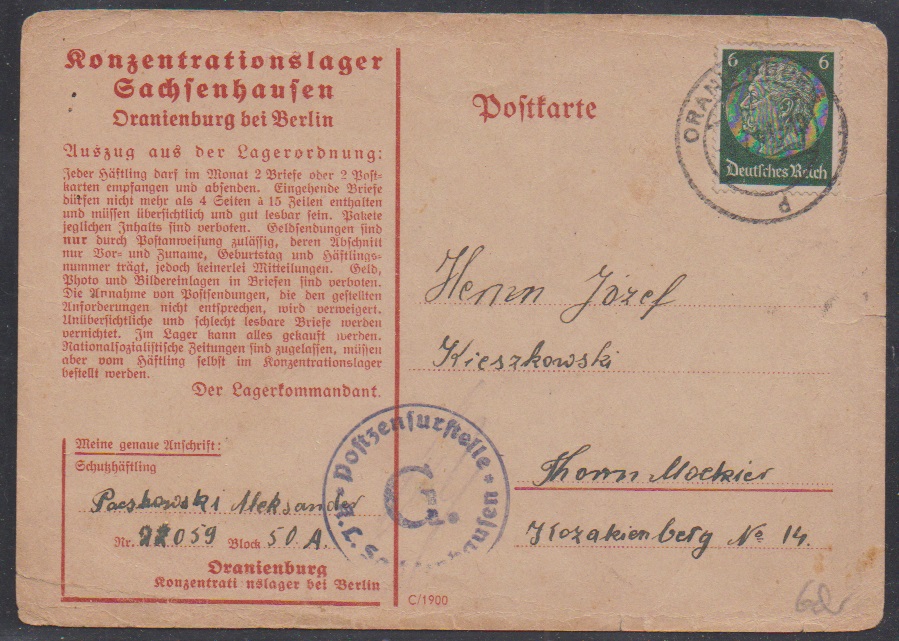 Konzentrationslager
Sachsenhausen
Oranienburg bei Berlin
Auszug aus der Lagerordnung:
Jeder Häftling darf im Monat 2 Briefe oder 2 Post-
karten empfangen und absenden. Eingehende Briefe
dürfen nicht mehr als 4 Seiten à 15 Zeilen enthalten
und müssen übersichtlich und gut lesbar sein. Pakete
jeglichen Inhalts sind verboten. Geldsendungen sind
nur durch Postanweisung zulässig, deren Abschnitt
nur Vor- und Zuname, Geburtstag und Häftlings-
nummer trägt, jedoch keinerlei Mitteilungen. Geld,
Photo und Bildereinlagen in Briefen sind verboten.
Die Annahme von Postsendungen, die den gestellten
Anforderungen nicht entsprechen, wird verweigert.
Unübersichtliche und schlecht lesbare Briefe werden
vernichtet. Im Lager kann alles gekauft werden.
Nationalsozialistische Zeitungen sind zugelassen, müssen
aber vom Häftling selbst im Konzentrationslager
bestellt werden.
Der Lagerkommandant.
Meine genaue Anschrift:
Schutzhäftling
Aleksander
Nr. 059 Block 50 A.
Oranienburg
Konzentrati nslager bei Berlin
Postzensurstelle
C/1900
Postkarte
6 6
Deutsches Reich
ORAN
d
Herrn Józef
Kieszkowski
Thorn Mockier
Kozakienberg No 14.